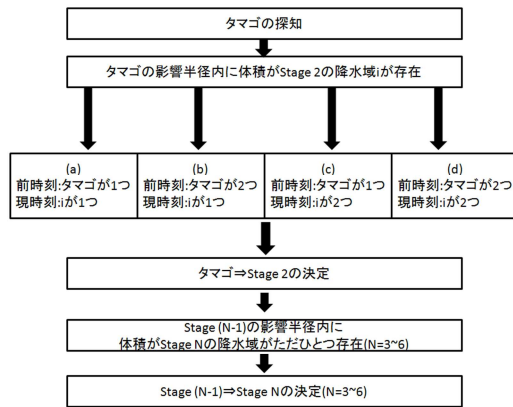 タマゴの探知
タマゴの影響半径内に体積がStage 2の降水域iが存在
(a)
前時刻:タマゴが1つ
現時刻:iが1つ
(b)
前時刻:タマゴが2つ
現時刻:iが1つ
(c)
前時刻:タマゴが1つ
現時刻:iが2つ
(d)
前時刻:タマゴが2つ
現時刻:iが2つ
タマゴ⇒Stage 2の決定
Stage (N-1)の影響半径内に
体積がStage Nの降水域がただひとつ存在(N=3~6)
Stage (N-1)⇒Stage Nの決定(N=3~6)